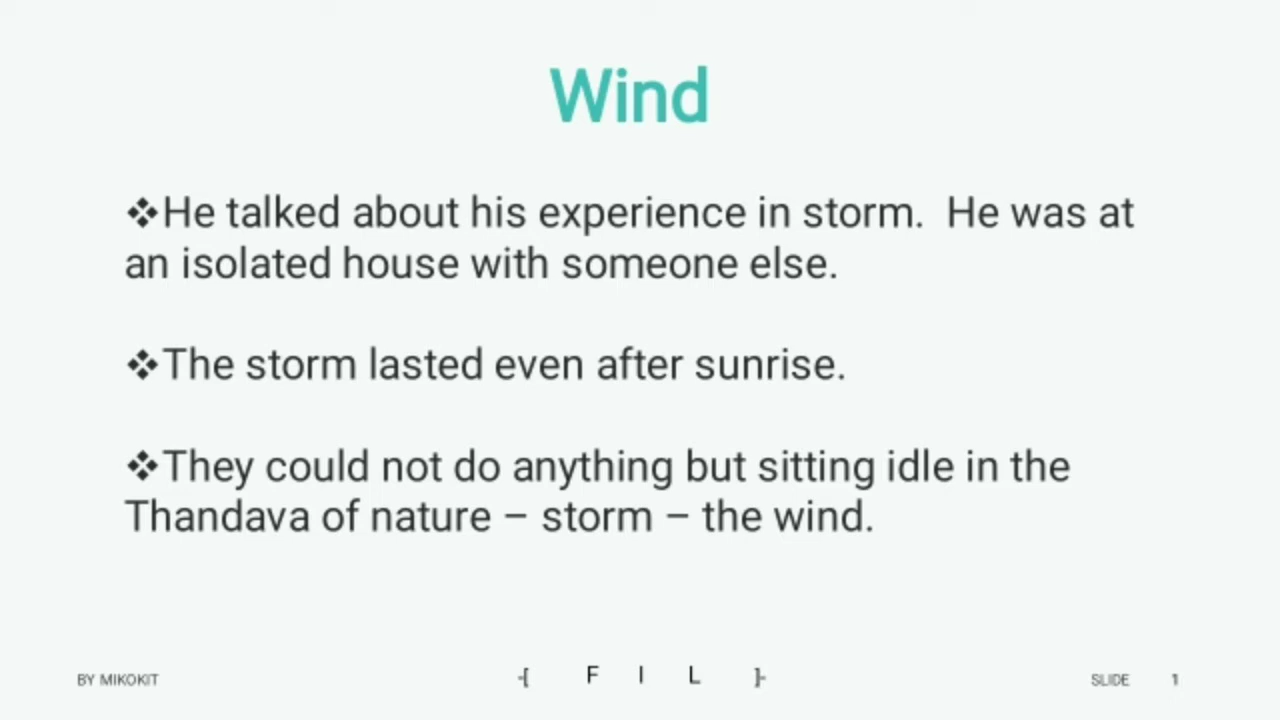 Wind
❖He talked about his experience in storm.  He was at
an isolated house with someone else.
❖The storm lasted even after sunrise.
❖They could not do anything but sitting idle in the
Thandava of nature – storm – the wind.
BY MIKOKIT
-[ F I L ]-
SLIDE 1